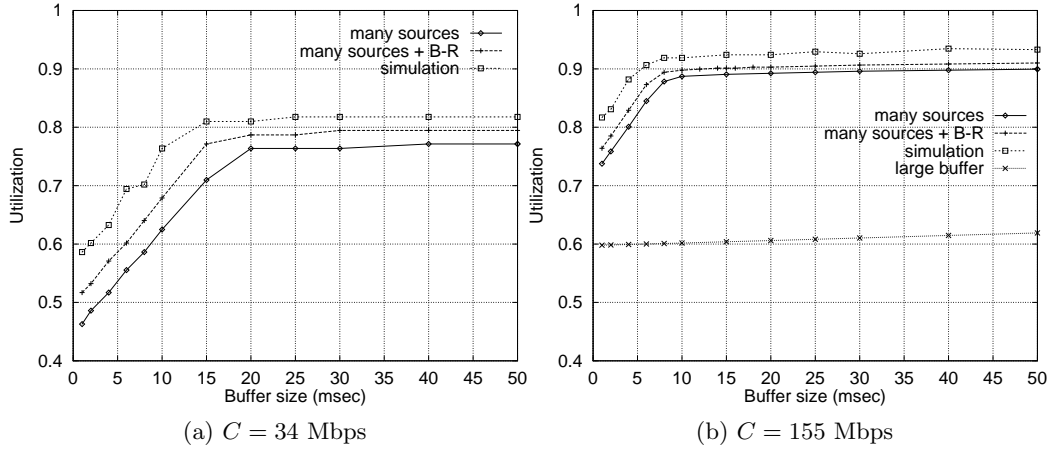 1
0.9
0.8
0.7
0.6
0.5
0.4
Utilization
many sources
many sources + B-R
simulation
0 5 10 15 20 25 30 35 40 45 50
Buffer size (msec)
(a) C = 34 Mbps
1
0.9
0.8
0.7
0.6
0.5
0.4
Utilization
many sources
many sources + B-R
simulation
large buffer
0 5 10 15 20 25 30 35 40 45 50
Buffer size (msec)
(b) C = 155 Mbps